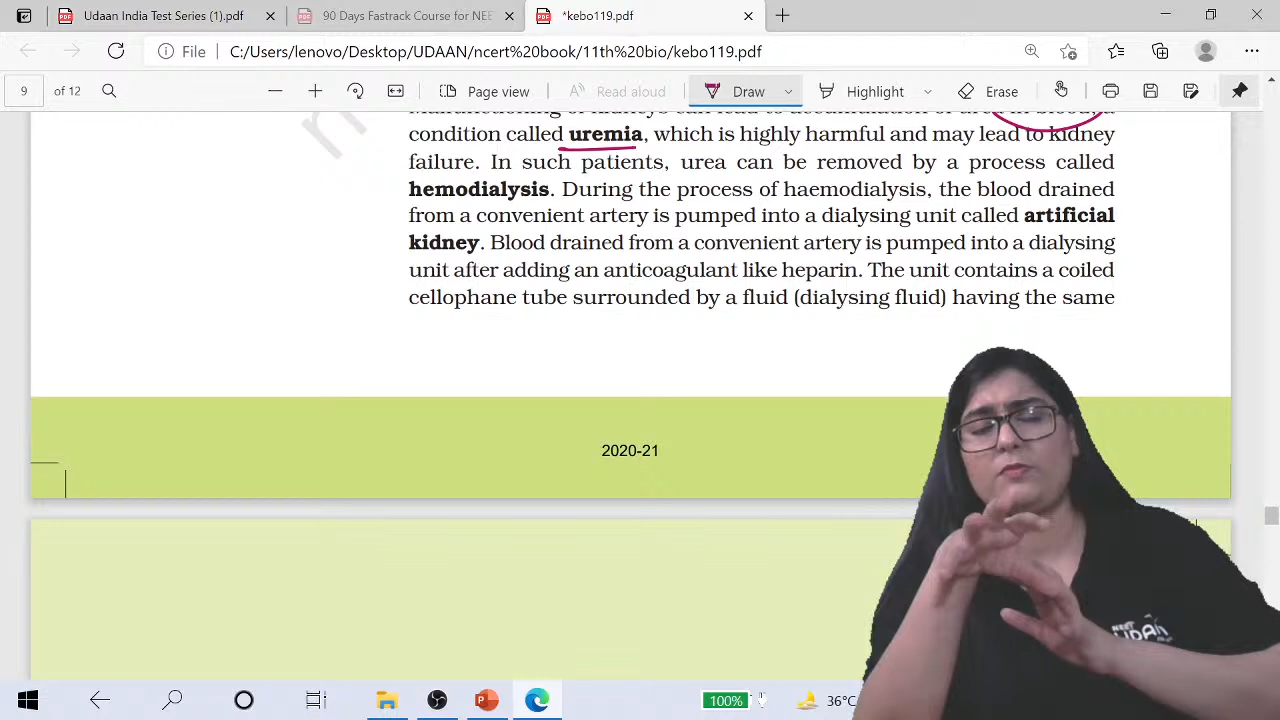 Udaan India Test Series (1).pdf
90 Days Fastrack Course for NEE
*kebo119.pdf
File
C:/Users/lenovo/Desktop/UDAAN/ncert%20book/11th%20bio/kebo119.pdf
9 of 12
Page view
Read aloud
Draw
Highlight
Erase
condition called uremia, which is highly harmful and may lead to kidney
failure. In such patients, urea can be removed by a process called
hemodialysis. During the process of haemodialysis, the blood drained
from a convenient artery is pumped into a dialysing unit called artificial
kidney. Blood drained from a convenient artery is pumped into a dialysing
unit after adding an anticoagulant like heparin. The unit contains a coiled
cellophane tube surrounded by a fluid (dialysing fluid) having the same
2020-21
NEET
UDAAN
100%
36°C